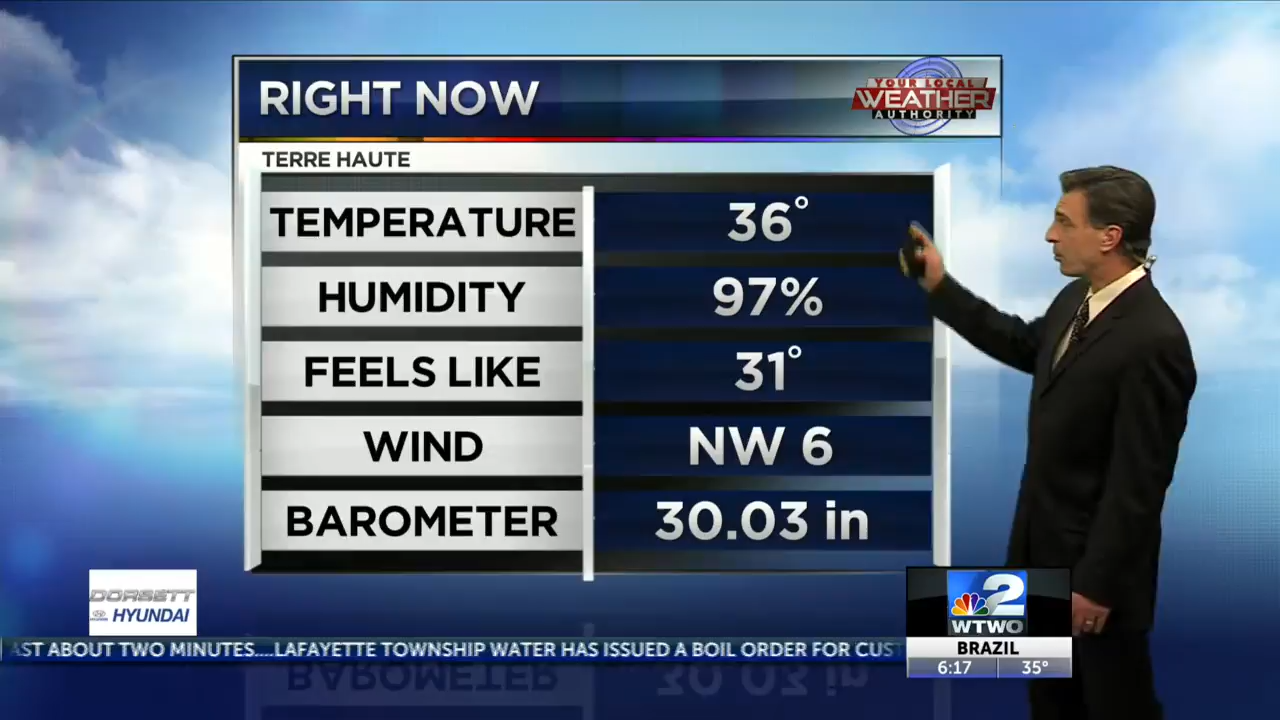 RIGHT NOW
YOUR LOCAL
WEATHER
AUTHORITY
TERRE HAUTE
TEMPERATURE 36°
HUMIDITY 97%
FEELS LIKE 31°
WIND NW 6
BAROMETER 30.03 in
DORSETT
HYUNDAI
2
WTWO
AST ABOUT TWO MINUTES....LAFAYETTE TOWNSHIP WATER HAS ISSUED A BOIL ORDER FOR CUST
BRAZIL
6:17 35°